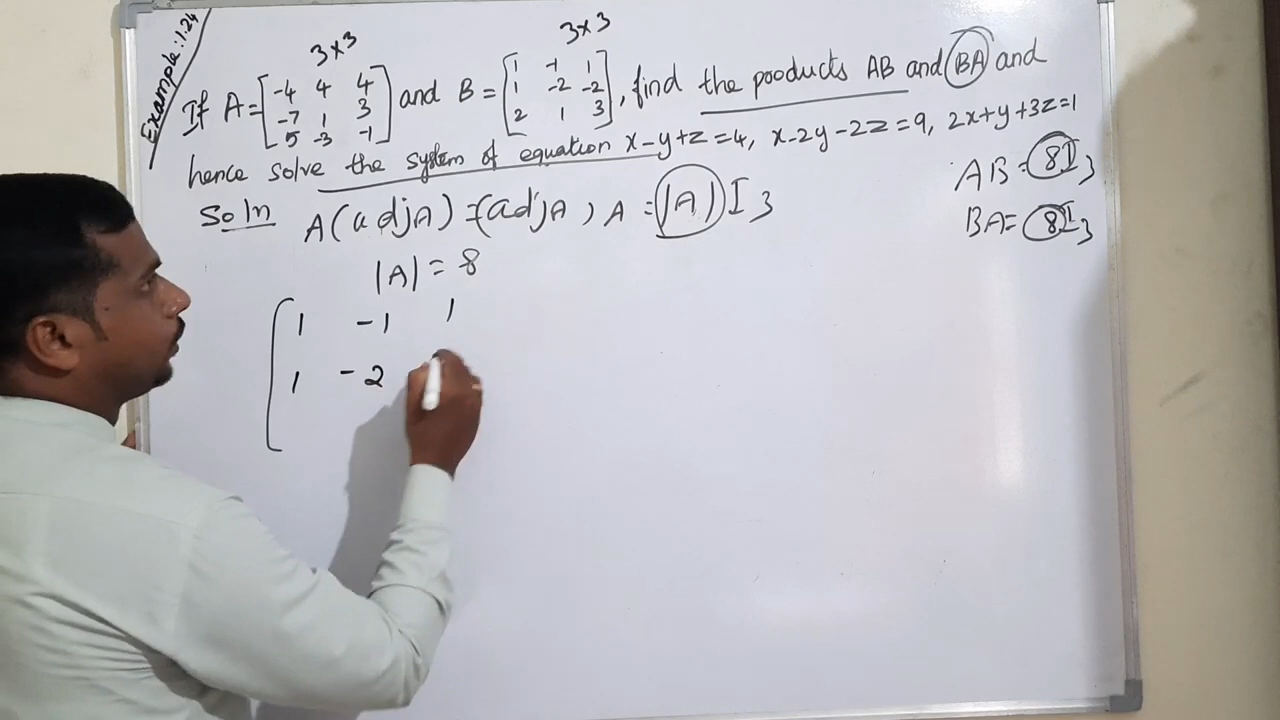 Example:1.24
3x3 3x3
If A=[-4 4 4 and B=[1 -1 1
-7 1 3 1 -2 -2
5 -3 -1] 2 1 3], find the pooducts AB and BA and
hence solve the system of equation x-y+z=4, x-2y-2z=9, 2x+y+3z=1
Soln A(adjA)=(adjA)A=|A|I3
AB=8I3
BA=8I3
|A|=8
1 -1 1
1 -2